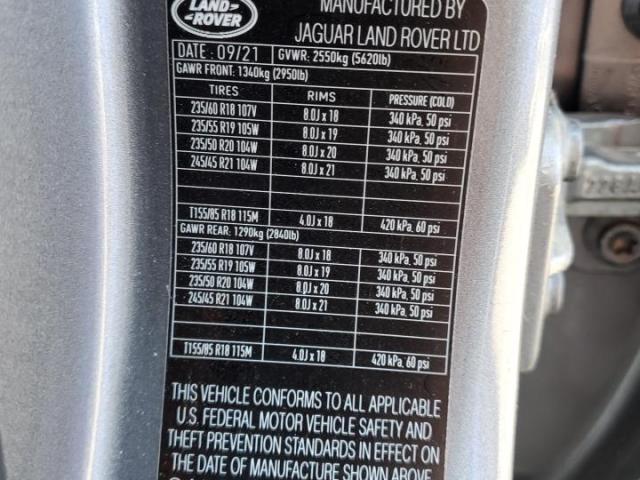 LAND
ROVER
MANUFACTURED BY
JAGUAR LAND ROVER LTD
DATE : 09/21 GVWR: 2550kg (5620lb)
GAWR FRONT: 1340kg (2950lb)
TIRES RIMS PRESSURE (COLD)
235/60 R18 107V 8.0J x 18 340 kPa, 50 psi
235/55 R19 105W 8.0J x 19 340 kPa, 50 psi
235/50 R20 104W 8.0J x 20 340 kPa, 50 psi
245/45 R21 104W 8.0J x 21 340 kPa, 50 psi
T155/85 R18 115M 4.0J x 18 420 kPa, 60 psi
GAWR REAR: 1290kg (2840lb)
235/60 R18 107V 8.0J x 18 340 kPa, 50 psi
235/55 R19 105W 8.0J x 19 340 kPa, 50 psi
235/50 R20 104W 8.0J x 20 340 kPa, 50 psi
245/45 R21 104W 8.0J x 21 340 kPa, 50 psi
T155/85 R18 115M 4.0J x 18 420 kPa, 60 psi
THIS VEHICLE CONFORMS TO ALL APPLICABLE
U.S. FEDERAL MOTOR VEHICLE SAFETY AND
THEFT PREVENTION STANDARDS IN EFFECT ON
THE DATE OF MANUFACTURE SHOWN ABOVE